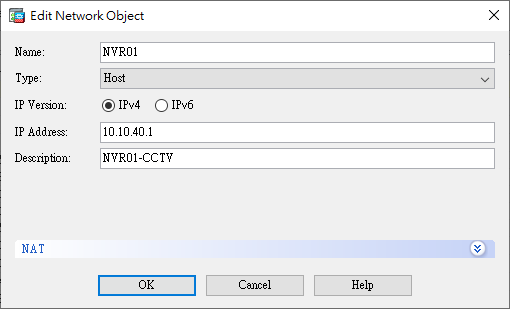 Edit Network Object
Name: NVR01
Type: Host
IP Version: IPv4 IPv6
IP Address: 10.10.40.1
Description: NVR01-CCTV
NAT
OK Cancel Help